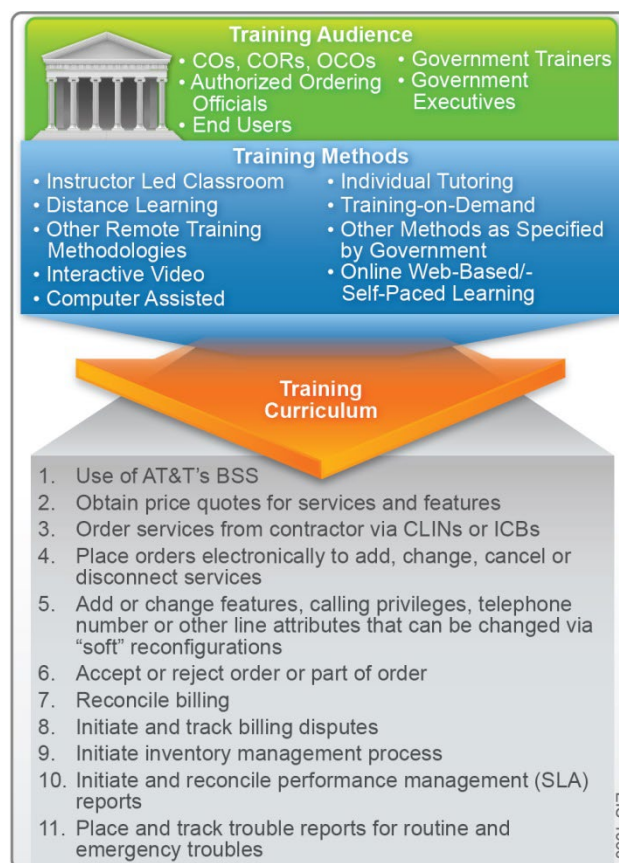 Training Audience
• COs, CORs, OCOs
• Authorized Ordering
Officials
• End Users
• Government Trainers
• Government
Executives
Training Methods
• Instructor Led Classroom
• Distance Learning
• Other Remote Training
Methodologies
• Interactive Video
• Computer Assisted
• Individual Tutoring
• Training-on-Demand
• Other Methods as Specified
by Government
• Online Web-Based/-
Self-Paced Learning
Training
Curriculum
1. Use of AT&T's BSS
2. Obtain price quotes for services and features
3. Order services from contractor via CLINs or ICBs
4. Place orders electronically to add, change, cancel or
disconnect services
5. Add or change features, calling privileges, telephone
number or other line attributes that can be changed via
“soft” reconfigurations
6. Accept or reject order or part of order
7. Reconcile billing
8. Initiate and track billing disputes
9. Initiate inventory management process
10. Initiate and reconcile performance management (SLA)
reports
11. Place and track trouble reports for routine and
emergency troubles